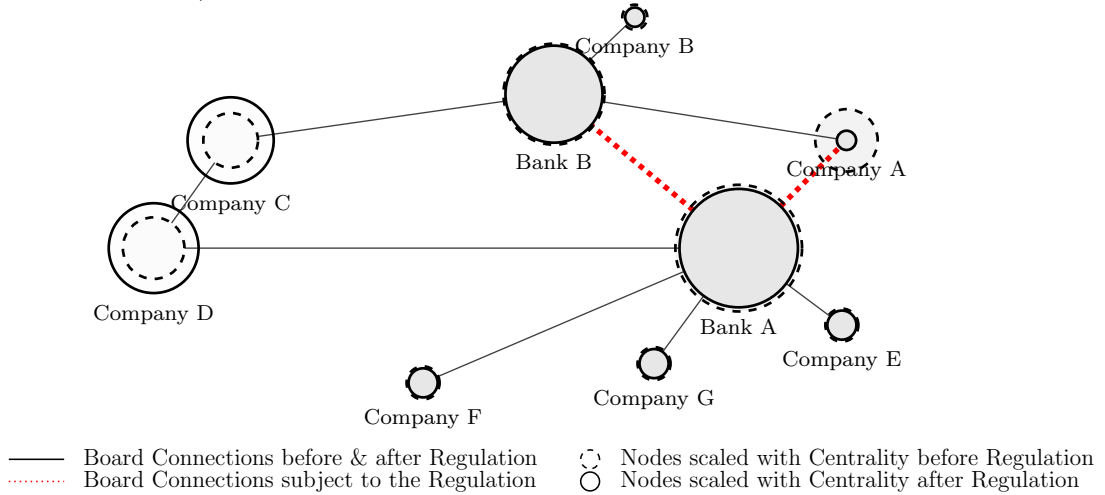 Company B
Bank B
Company A
Company C
Company D
Bank A
Company E
Company G
Company F
Board Connections before & after Regulation
Nodes scaled with Centrality before Regulation
Board Connections subject to the Regulation
Nodes scaled with Centrality after Regulation